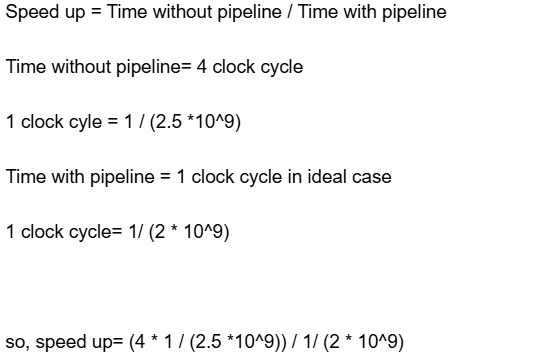 Speed up = Time without pipeline / Time with pipeline
Time without pipeline= 4 clock cycle
1 clock cyle = 1 / (2.5 *10^9)
Time with pipeline = 1 clock cycle in ideal case
1 clock cycle= 1/ (2 * 10^9)
so, speed up= (4 * 1 / (2.5 *10^9)) / 1/ (2 * 10^9)